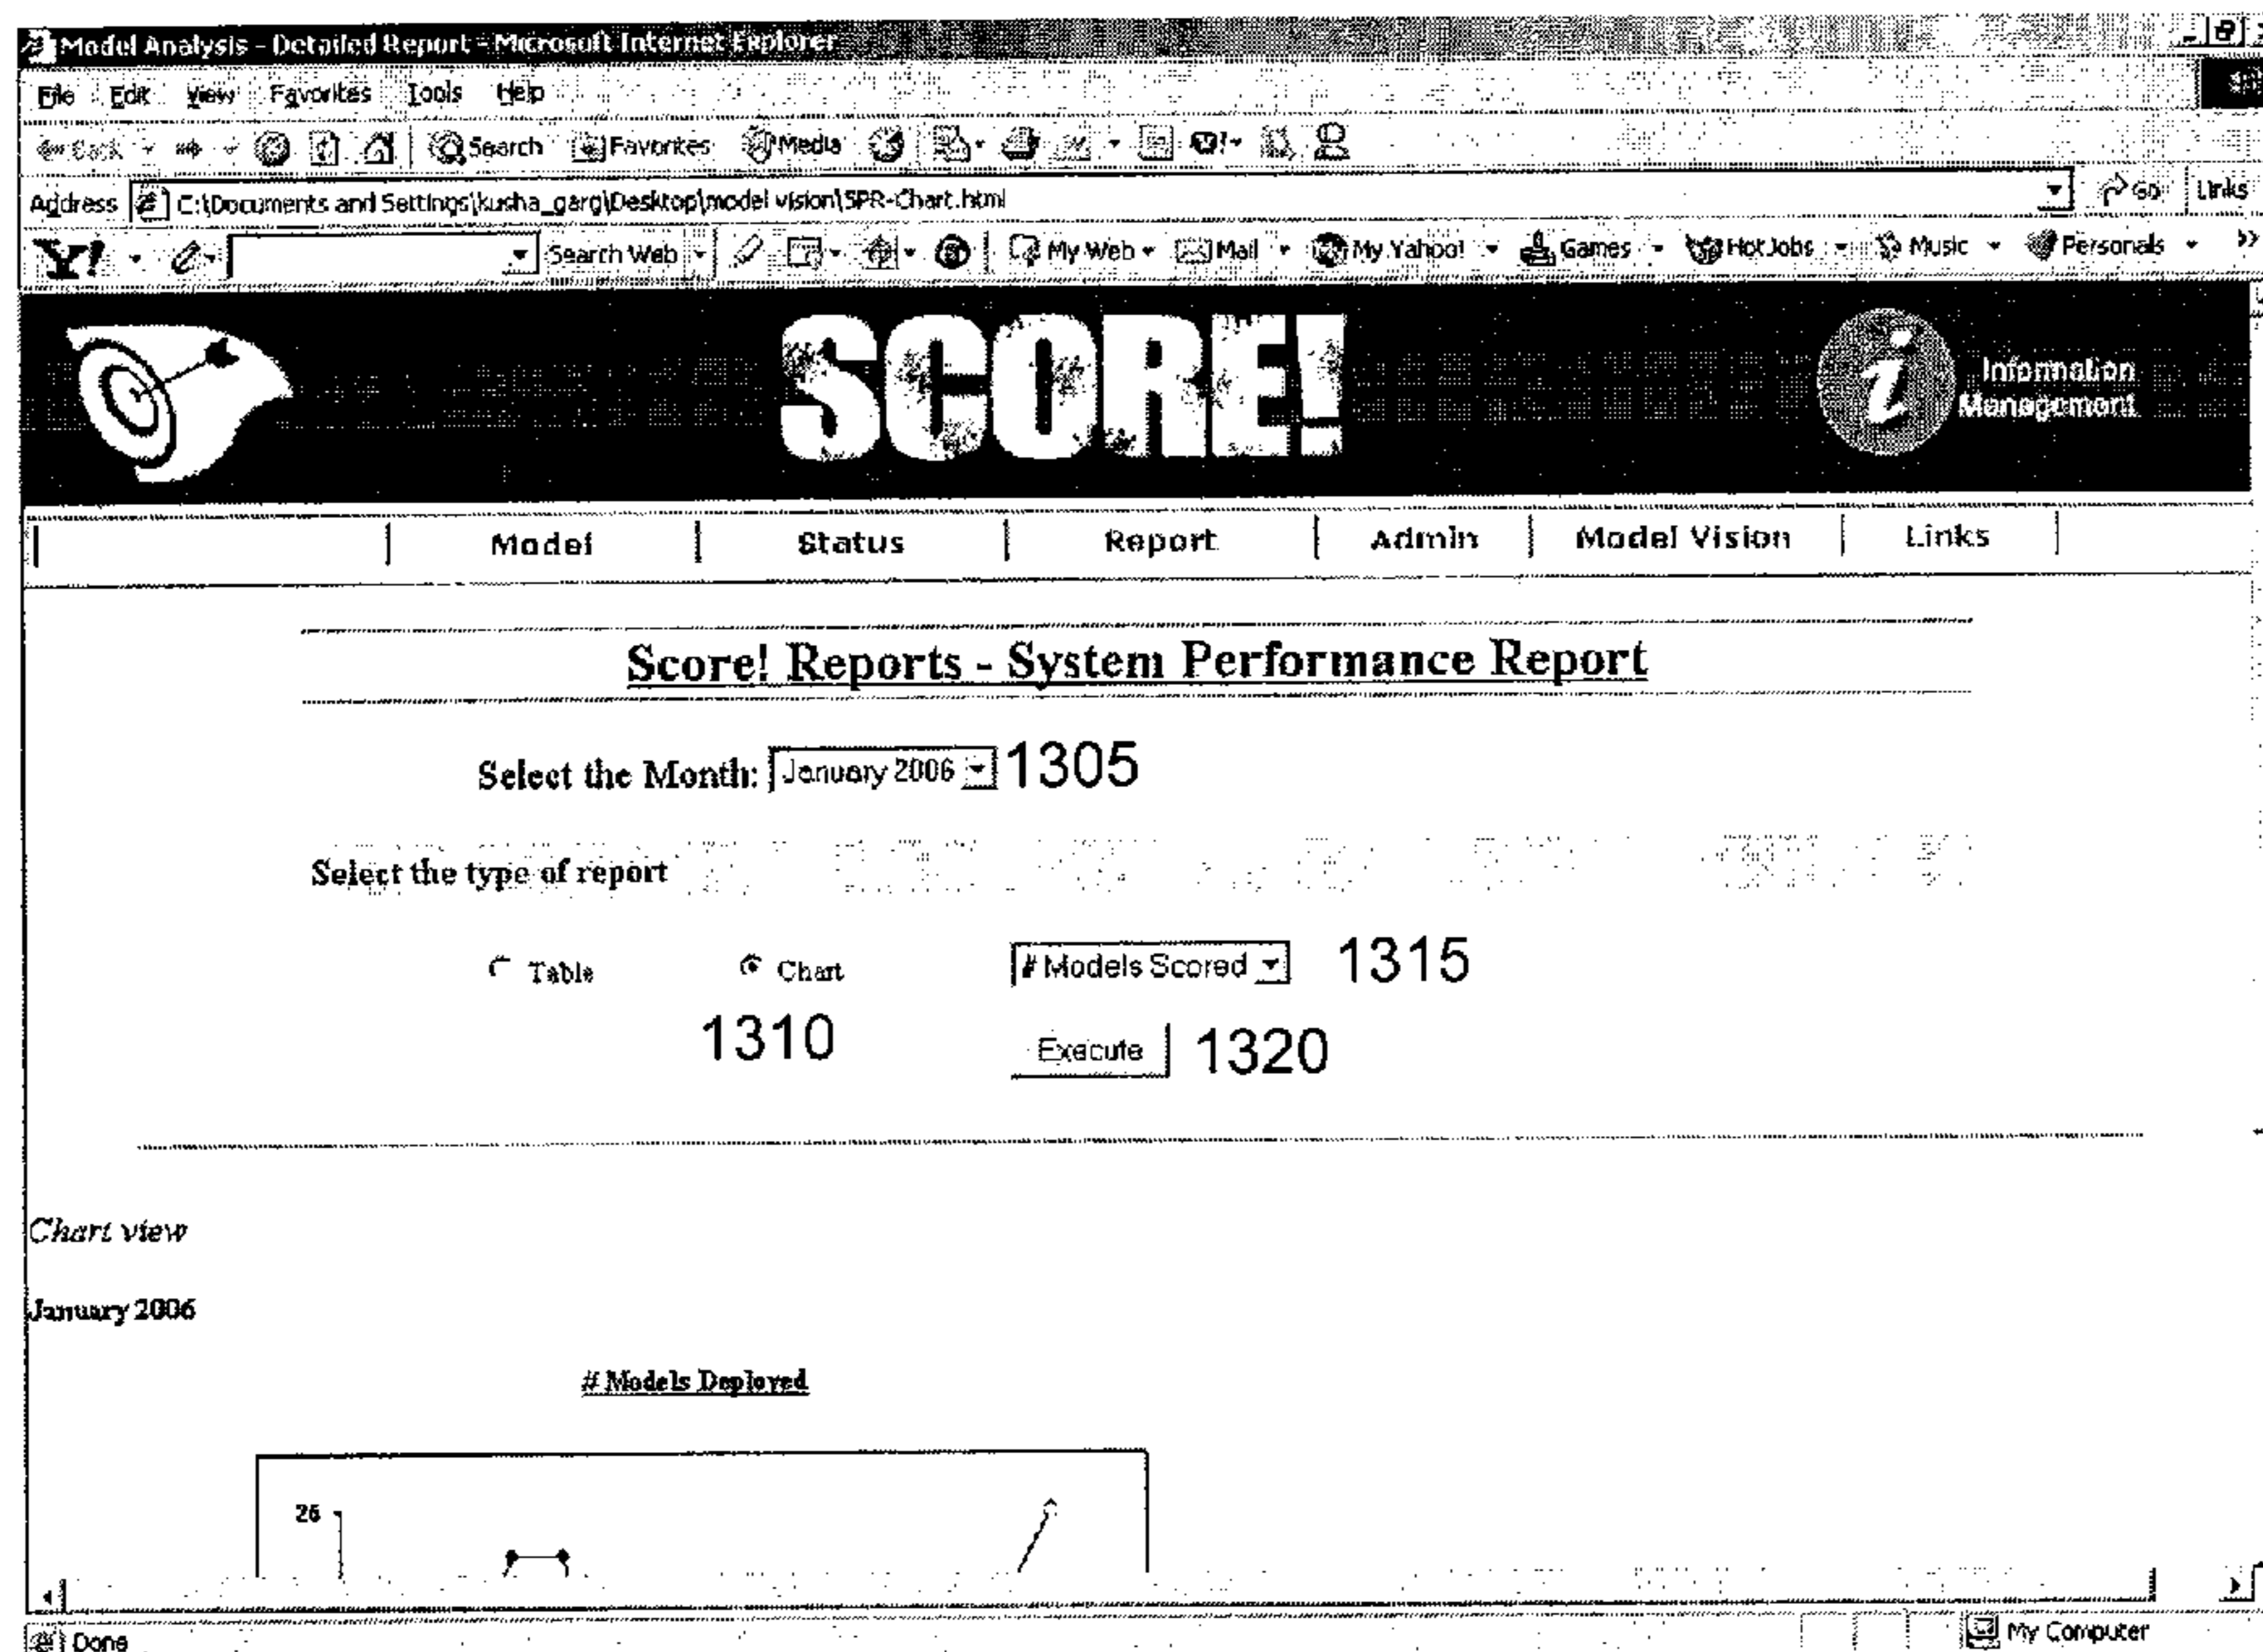 Model Analysis - Detailed Report - Microsoft Internet Explorer
File Edit View Favorites Tools Help
Back Search Favorites Media
Address C:\Documents and Settings\kusha_garg\Desktop\model vision\SPR-Chart.html Go Links
Y! Search Web My Web Mail My Yahoo! Games HotJobs Music Personals >>
SCORE!
i Information
Management
Model Status Report Admin Model Vision Links
Score! Reports - System Performance Report
Select the Month: January 2006 1305
Select the type of report
Table Chart # Models Scored 1315
1310 Execute 1320
Chart view
January 2006
# Models Deployed
26
Done My Computer